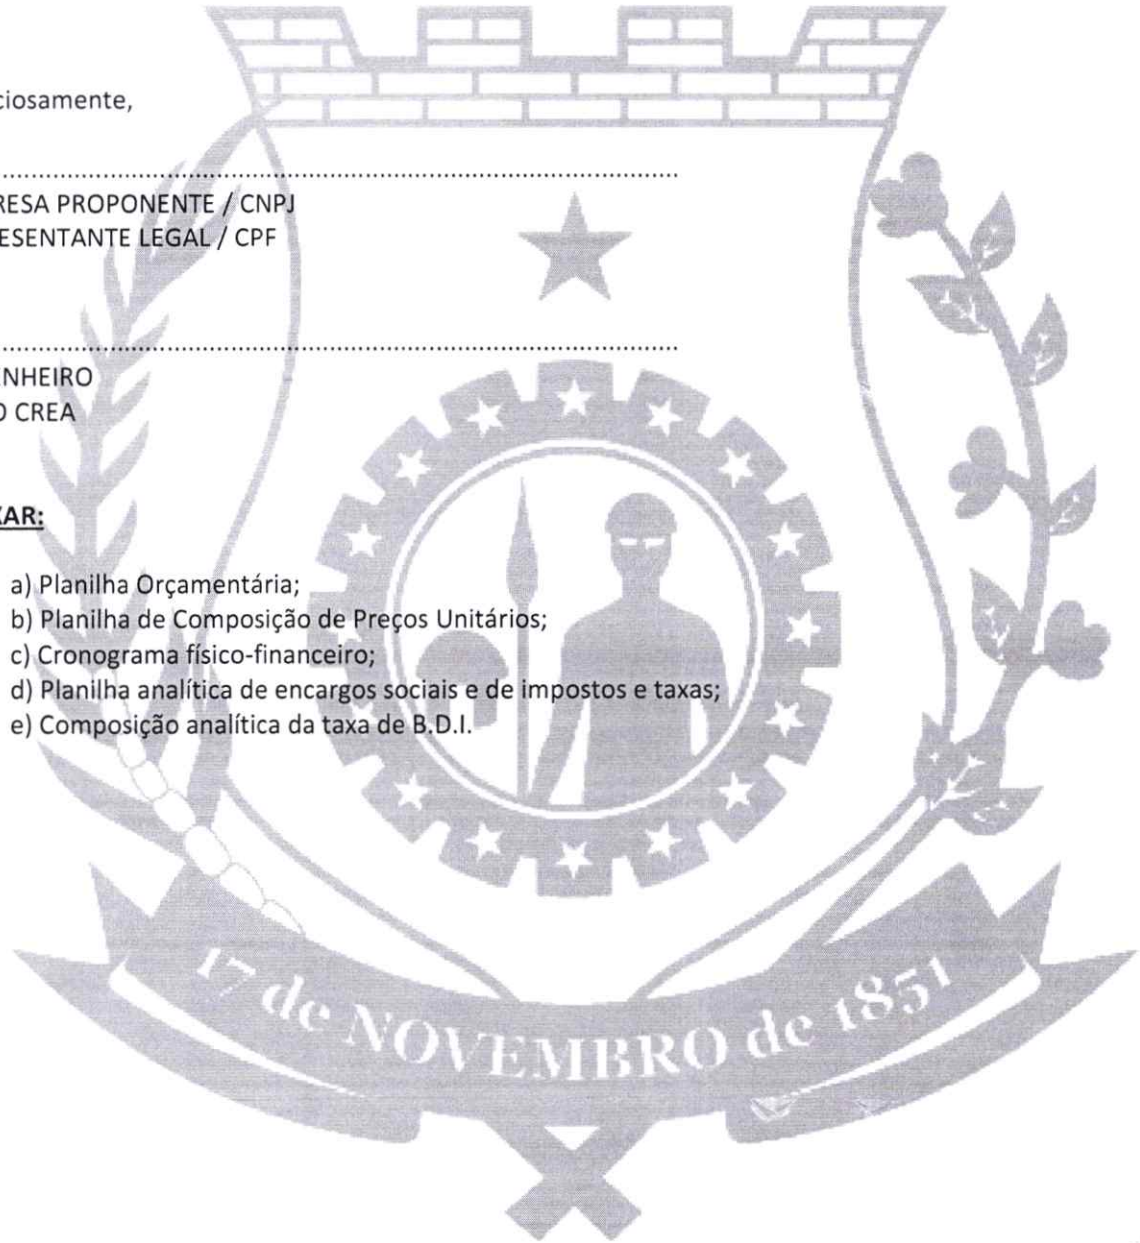 ciosamente,
RESA PROPONENTE / CNPJ
ESENTANTE LEGAL / CPF
ENHEIRO
O CREA
XAR:
a) Planilha Orçamentária;
b) Planilha de Composição de Preços Unitários;
c) Cronograma físico-financeiro;
d) Planilha analítica de encargos sociais e de impostos e taxas;
e) Composição analítica da taxa de B.D.I.
17 de NOVEMBRO de 1851